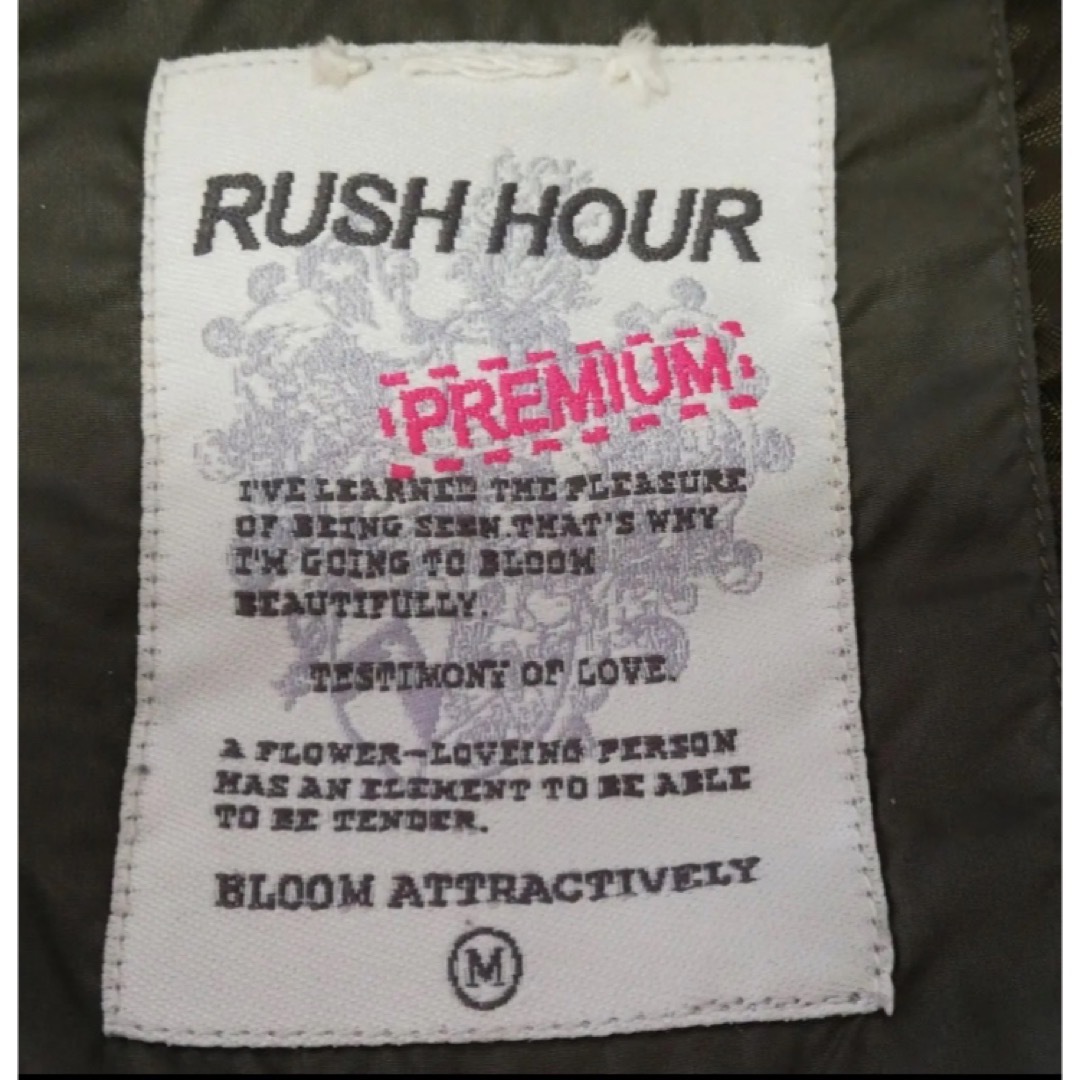 RUSH HOUR
PREMIUM
I'VE LEARNED THE PLEASURE
OF BEING SEEN.THAT'S WHY
I'M GOING TO BLOOM
BEAUTIFULLY.
TESTIMONY OF LOVE.
A FLOWER-LOVEING PERSON
HAS AN ELEMENT TO BE ABLE
TO BE TENDER.
BLOOM ATTRACTIVELY
M